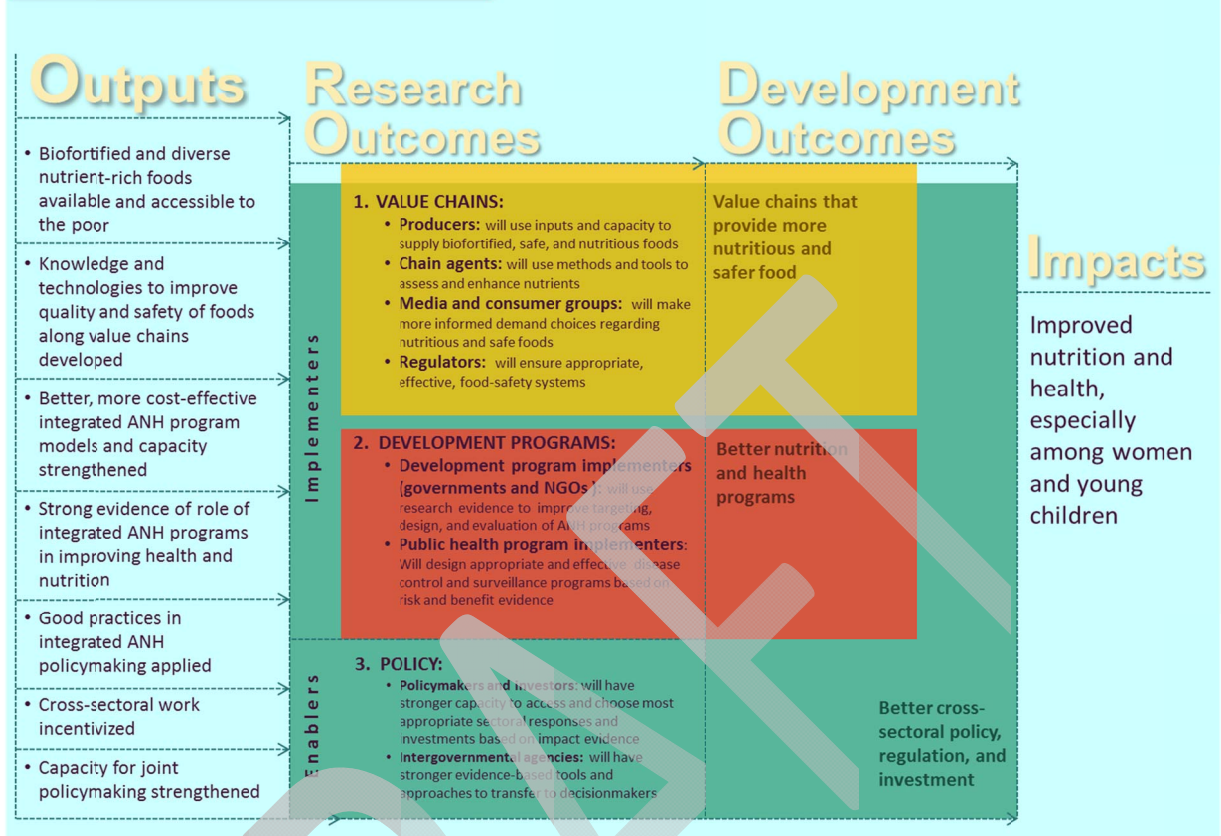 Outputs
• Biofortified and diverse
nutrient-rich foods
available and accessible to
the poor
• Knowledge and
technologies to improve
quality and safety of foods
along value chains
developed
• Better, more cost-effective
integrated ANH program
models and capacity
strengthened
• Strong evidence of role of
integrated ANH programs
in improving health and
nutrition
• Good practices in
integrated ANH
policymaking applied
• Cross-sectoral work
incentivized
• Capacity for joint
policymaking strengthened
Research
Outcomes
Implementers
1. VALUE CHAINS:
• Producers: will use inputs and capacity to
supply biofortified, safe, and nutritious foods
• Chain agents: will use methods and tools to
assess and enhance nutrients
• Media and consumer groups: will make
more informed demand choices regarding
nutritious and safe foods
• Regulators: will ensure appropriate,
effective, food-safety systems
2. DEVELOPMENT PROGRAMS:
• Development program implementers
(governments and NGOs ): will use
research evidence to improve targeting,
design, and evaluation of ANH programs
• Public health program implementers:
Will design appropriate and effective disease
control and surveillance programs based on
risk and benefit evidence
Enablers
3. POLICY:
• Policymakers and investors: will have
stronger capacity to access and choose most
appropriate sectoral responses and
investments based on impact evidence
• Intergovernmental agencies: will have
stronger evidence-based tools and
approaches to transfer to decisionmakers
Development
Outcomes
Value chains that
provide more
nutritious and
safer food
Better nutrition
and health
programs
Better cross-
sectoral policy,
regulation, and
investment
Impacts
Improved
nutrition and
health,
especially
among women
and young
children
DRAFT